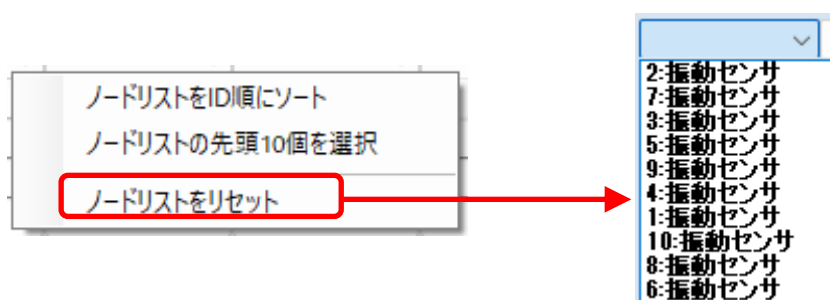 ノードリストをID順にソート
ノードリストの先頭10個を選択
ノードリストをリセット
2:振動センサ
7:振動センサ
3:振動センサ
5:振動センサ
9:振動センサ
4:振動センサ
1:振動センサ
10:振動センサ
8:振動センサ
6:振動センサ